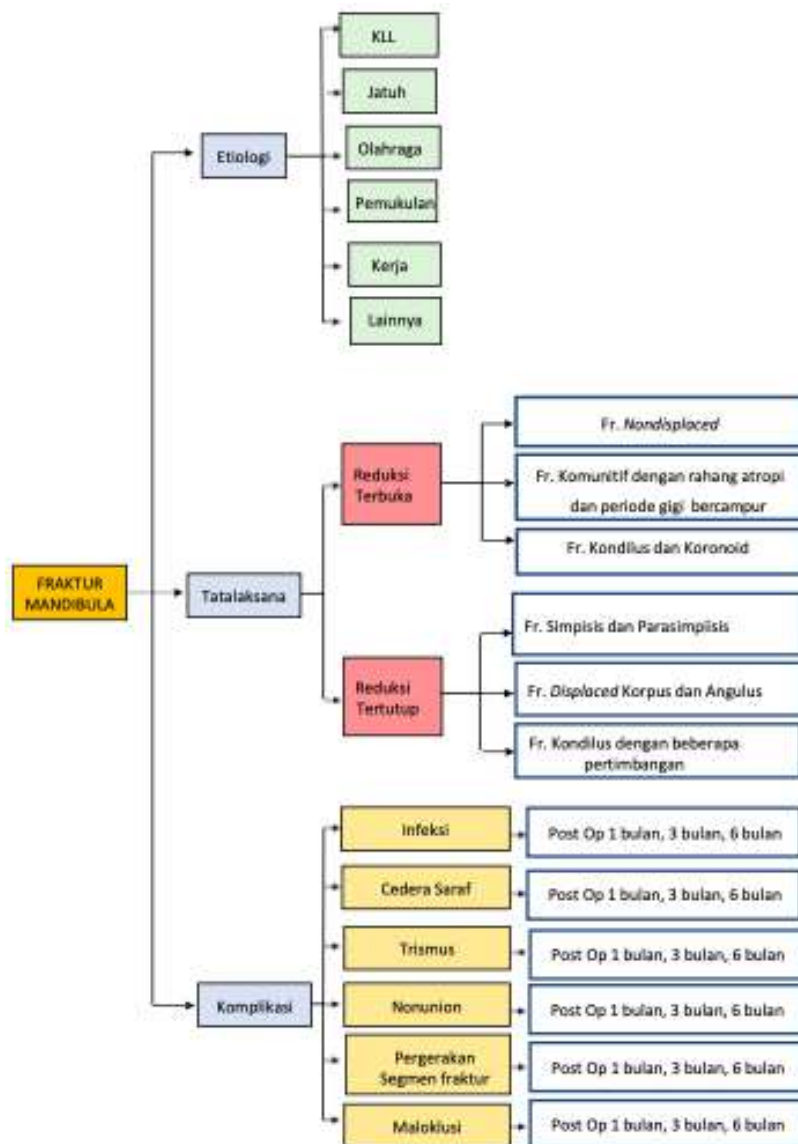 KLL
Jatuh
Etiologi
Olahraga
Pemukulan
Kerja
Lainnya
Fr. Nondisplaced
Reduksi
Terbuka
Fr. Komunitif dengan rahang atropi
dan periode gigi bercampur
Fr. Kondilus dan Koronoid
FRAKTUR
MANDIBULA
Tatalaksana
Fr. Simpisis dan Parasimpiisis
Reduksi
Tertutup
Fr. Displaced Korpus dan Angulus
Fr. Kondilus dengan beberapa
pertimbangan
Infeksi
Post Op 1 bulan, 3 bulan, 6 bulan
Cedera Saraf
Post Op 1 bulan, 3 bulan, 6 bulan
Trismus
Post Op 1 bulan, 3 bulan, 6 bulan
Komplikasi
Nonunion
Post Op 1 bulan, 3 bulan, 6 bulan
Pergerakan
Segmen fraktur
Post Op 1 bulan, 3 bulan, 6 bulan
Maloklusi
Post Op 1 bulan, 3 bulan, 6 bulan